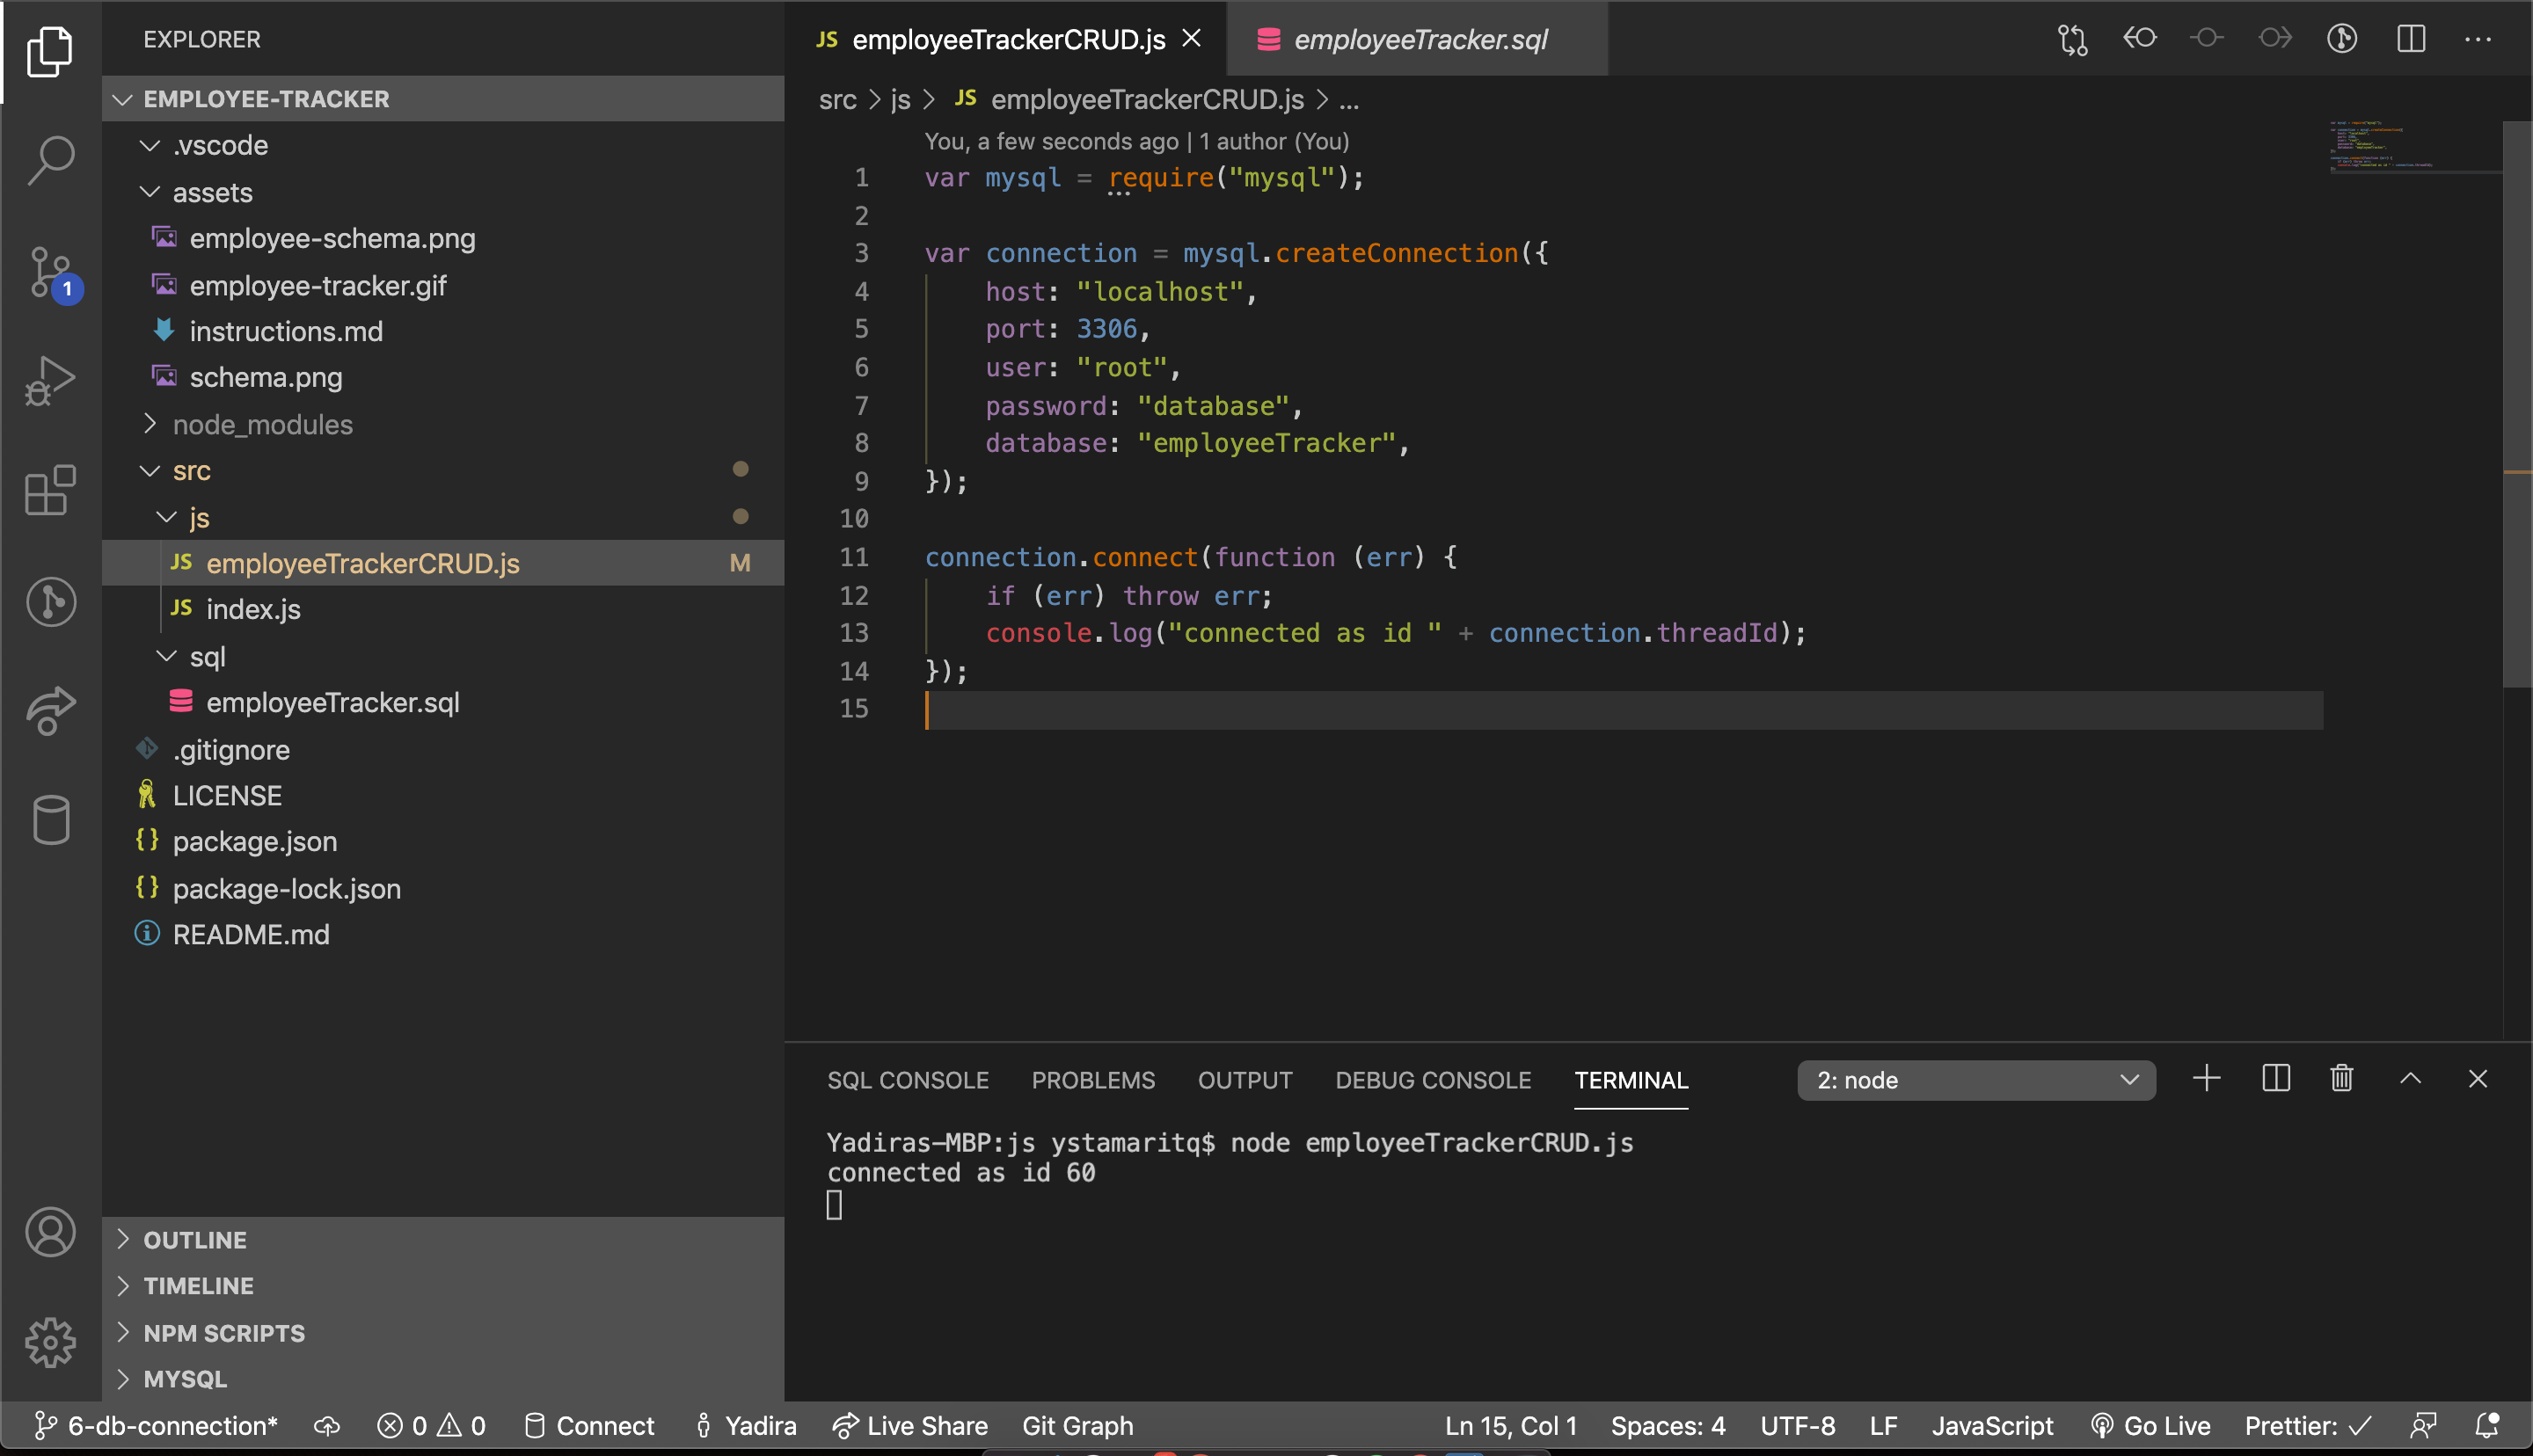 EXPLORER
EMPLOYEE-TRACKER
.vscode
assets
employee-schema.png
employee-tracker.gif
instructions.md
schema.png
node_modules
src
js
JS employeeTrackerCRUD.js M
JS index.js
sql
employeeTracker.sql
.gitignore
LICENSE
{} package.json
{} package-lock.json
README.md
OUTLINE
TIMELINE
NPM SCRIPTS
MYSQL
1
JS employeeTrackerCRUD.js
employeeTracker.sql
src > js > JS employeeTrackerCRUD.js > ...
You, a few seconds ago | 1 author (You)
1 var mysql = require("mysql");
2
3 var connection = mysql.createConnection({
4 host: "localhost",
5 port: 3306,
6 user: "root",
7 password: "database",
8 database: "employeeTracker",
9 });
10
11 connection.connect(function (err) {
12 if (err) throw err;
13 console.log("connected as id " + connection.threadId);
14 });
15
SQL CONSOLE PROBLEMS OUTPUT DEBUG CONSOLE TERMINAL 2: node
Yadiras-MBP:js ystamaritq$ node employeeTrackerCRUD.js
connected as id 60
6-db-connection* 0 0 Connect Yadira Live Share Git Graph Ln 15, Col 1 Spaces: 4 UTF-8 LF JavaScript Go Live Prettier: ✓